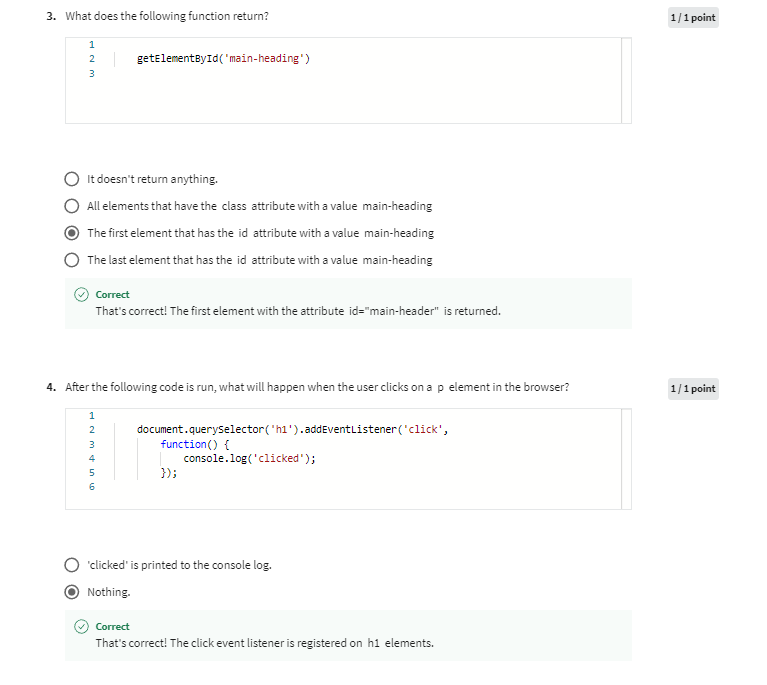 3. What does the following function return?
1/1 point
1
2 getElementById('main-heading')
3
It doesn't return anything.
All elements that have the class attribute with a value main-heading
The first element that has the id attribute with a value main-heading
The last element that has the id attribute with a value main-heading
Correct
That's correct! The first element with the attribute id="main-header" is returned.
4. After the following code is run, what will happen when the user clicks on a p element in the browser?
1/1 point
1
2 document.querySelector('h1').addEventListener('click',
3 function() {
4 console.log('clicked');
5 });
6
'clicked' is printed to the console log.
Nothing.
Correct
That's correct! The click event listener is registered on h1 elements.